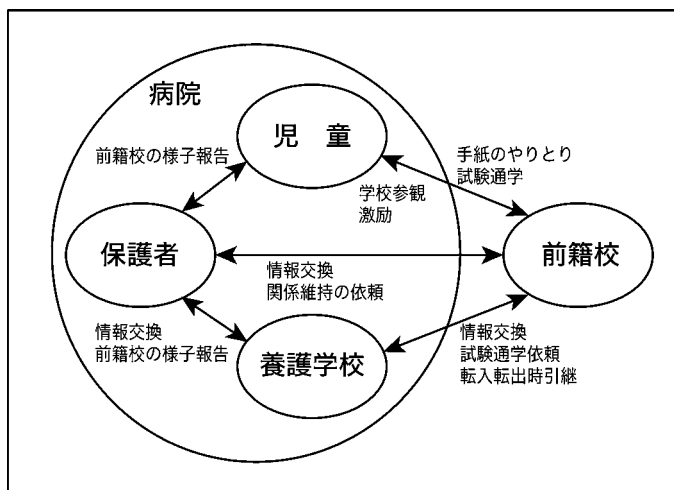 病院
児　童
前籍校の様子報告
手紙のやりとり
試験通学
学校参観
激励
保護者
前籍校
情報交換
関係維持の依頼
情報交換
前籍校の様子報告
養護学校
情報交換
試験通学依頼
転入転出時引継